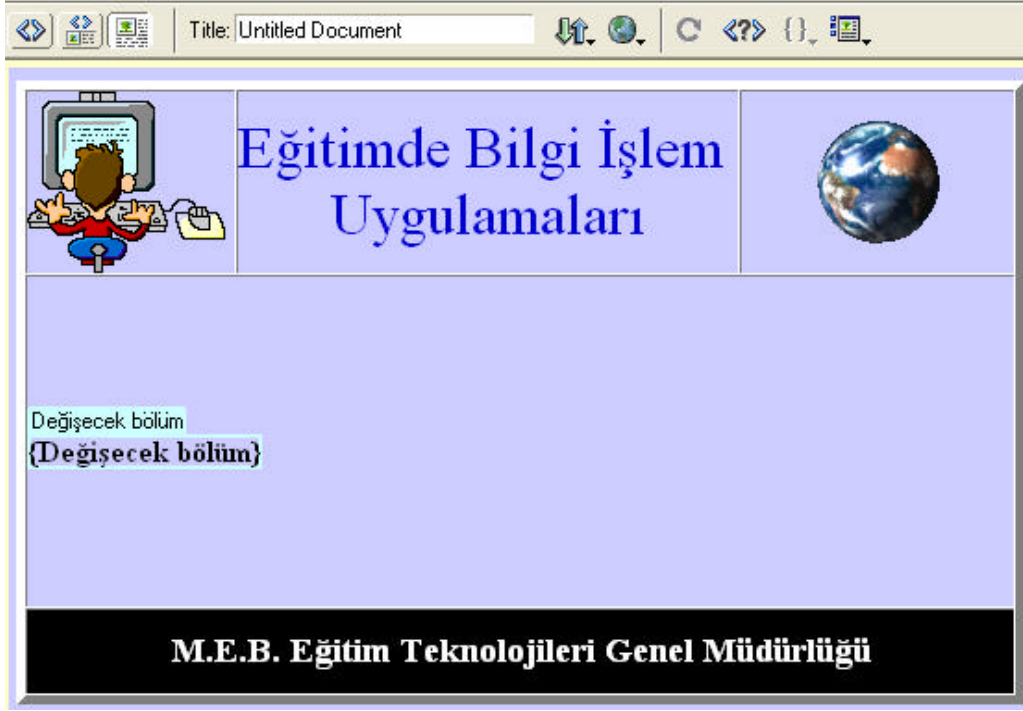 Title: Untitled Document
Eğitimde Bilgi İşlem
Uygulamaları
Değişecek bölüm
{Değişecek bölüm}
M.E.B. Eğitim Teknolojileri Genel Müdürlüğü